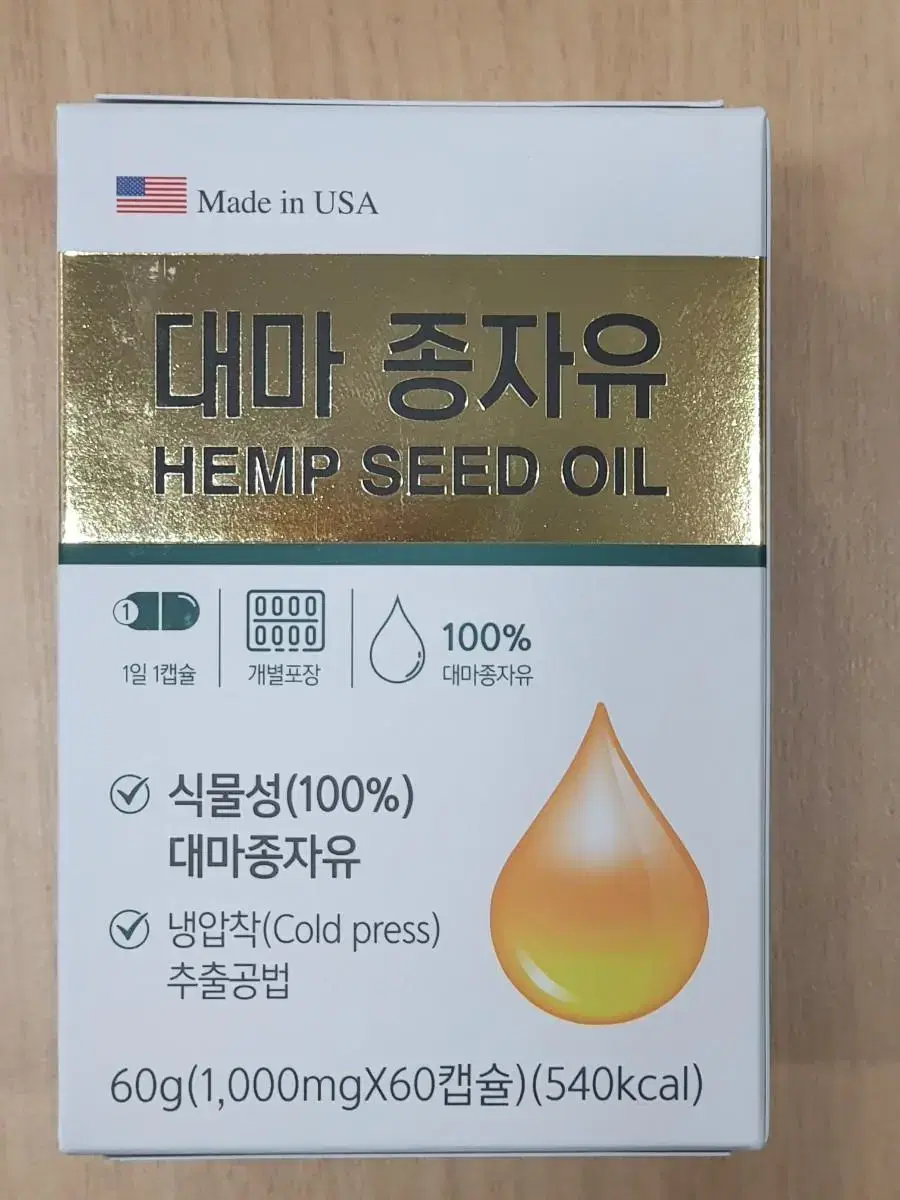 Made in USA
대마 종자유
HEMP SEED OIL
1
1일 1캡슐
개별포장
100%
대마종자유
식물성(100%)
대마종자유
냉압착(Cold press)
추출공법
60g(1,000mgX60캡슐)(540kcal)